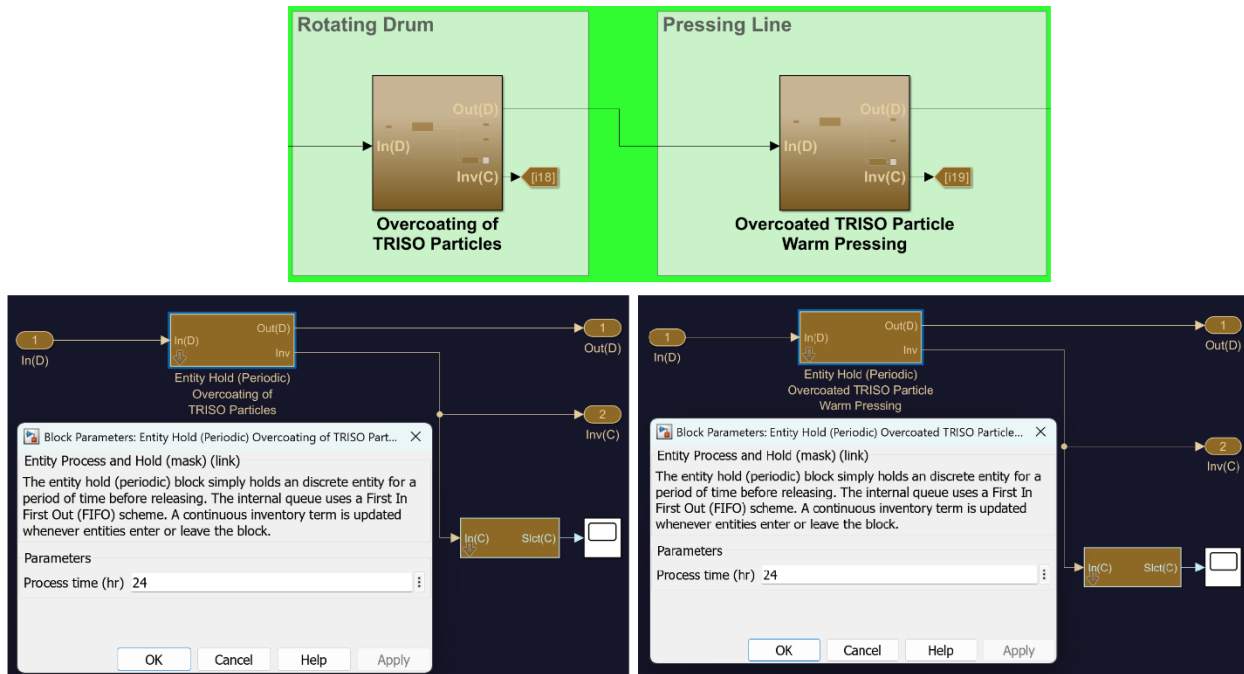 Rotating Drum
In(D)
Out(D)
Inv(C)
[i18]
Overcoating of
TRISO Particles
Pressing Line
In(D)
Out(D)
Inv(C)
[i19]
Overcoated TRISO Particle
Warm Pressing
1
In(D)
In(D)
Out(D)
Inv
Entity Hold (Periodic)
Overcoating of
TRISO Particles
1
Out(D)
2
Inv(C)
In(C)
Slct(C)
Block Parameters: Entity Hold (Periodic) Overcoating of TRISO Part...
Entity Process and Hold (mask) (link)
The entity hold (periodic) block simply holds an discrete entity for a
period of time before releasing. The internal queue uses a First In
First Out (FIFO) scheme. A continuous inventory term is updated
whenever entities enter or leave the block.
Parameters
Process time (hr) 24
OK Cancel Help Apply
1
In(D)
In(D)
Out(D)
Inv
Entity Hold (Periodic)
Overcoated TRISO Particle
Warm Pressing
1
Out(D)
2
Inv(C)
In(C)
Slct(C)
Block Parameters: Entity Hold (Periodic) Overcoated TRISO Particle...
Entity Process and Hold (mask) (link)
The entity hold (periodic) block simply holds an discrete entity for a
period of time before releasing. The internal queue uses a First In
First Out (FIFO) scheme. A continuous inventory term is updated
whenever entities enter or leave the block.
Parameters
Process time (hr) 24
OK Cancel Help Apply